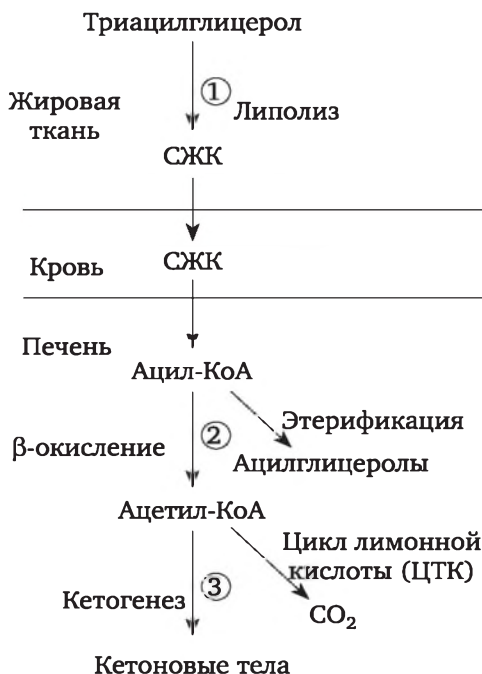 Триацилглицерол
①
Липолиз
Жировая
ткань
СЖК
Кровь
СЖК
Печень
Ацил-КоА
Этерификация
②
β-окисление
Ацилглицеролы
Ацетил-КоА
Цикл лимонной
кислоты (ЦТК)
Кетогенез
③
CO₂
Кетоновые тела